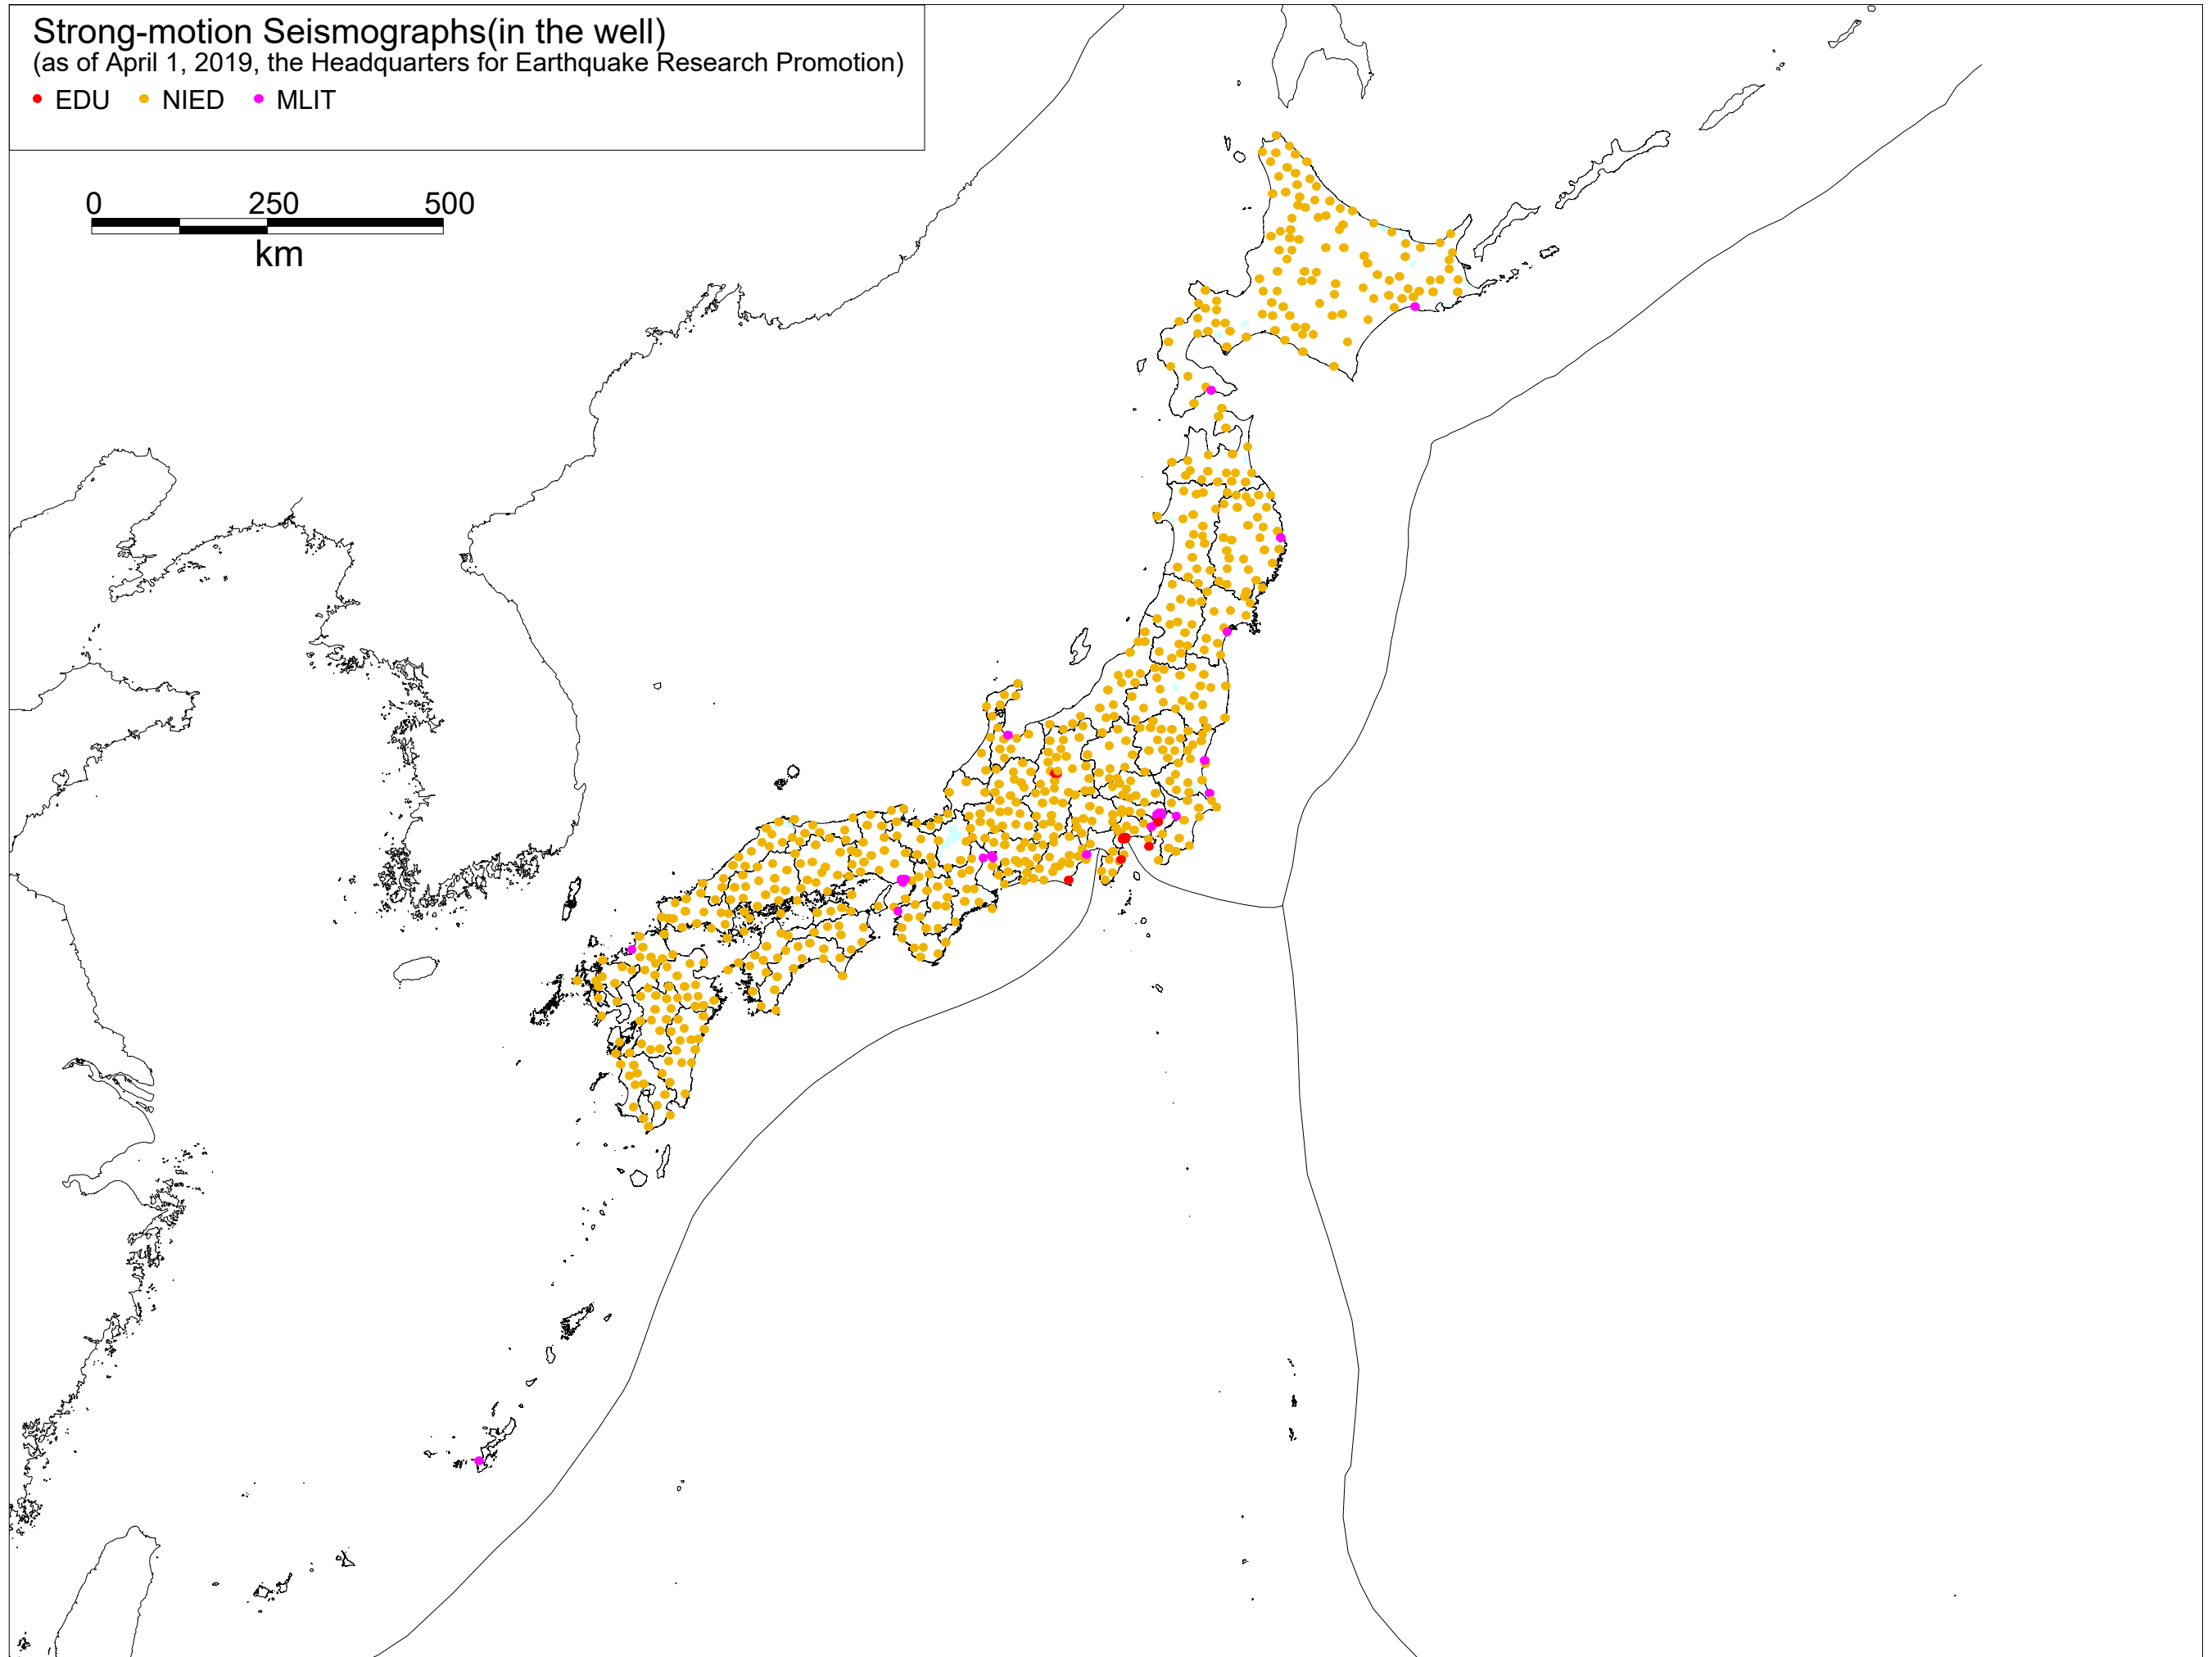 Strong-motion Seismographs(in the well)
(as of April 1, 2019, the Headquarters for Earthquake Research Promotion)
EDU NIED MLIT
0 250 500
km